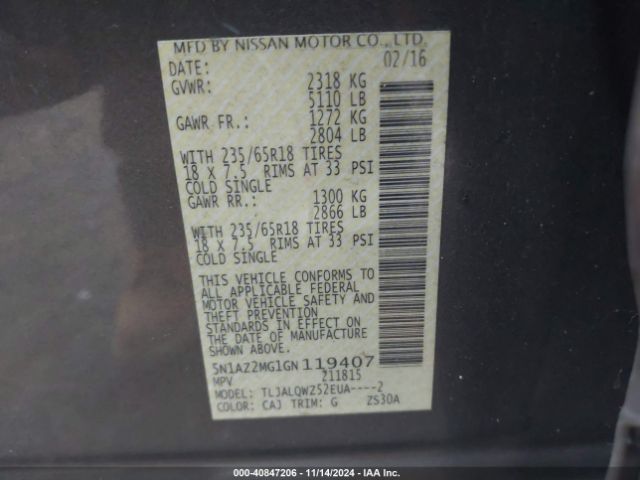 MFD BY NISSAN MOTOR CO., LTD.
DATE: 02/16
GVWR: 2318 KG
5110 LB
GAWR FR.: 1272 KG
2804 LB
WITH 235/65R18 TIRES
18 X 7.5 RIMS AT 33 PSI
COLD SINGLE
GAWR RR.: 1300 KG
2866 LB
WITH 235/65R18 TIRES
18 X 7.5 RIMS AT 33 PSI
COLD SINGLE
THIS VEHICLE CONFORMS TO
ALL APPLICABLE FEDERAL
MOTOR VEHICLE SAFETY AND
THEFT PREVENTION
STANDARDS IN EFFECT ON
THE DATE OF MANUFACTURE
SHOWN ABOVE.
5N1AZ2MG1GN119407
MPV Z11815
MODEL: TLJALQWZ52EUA----2
COLOR: CAJ TRIM: G ZS30A
000-40847206 - 11/14/2024 - IAA Inc.